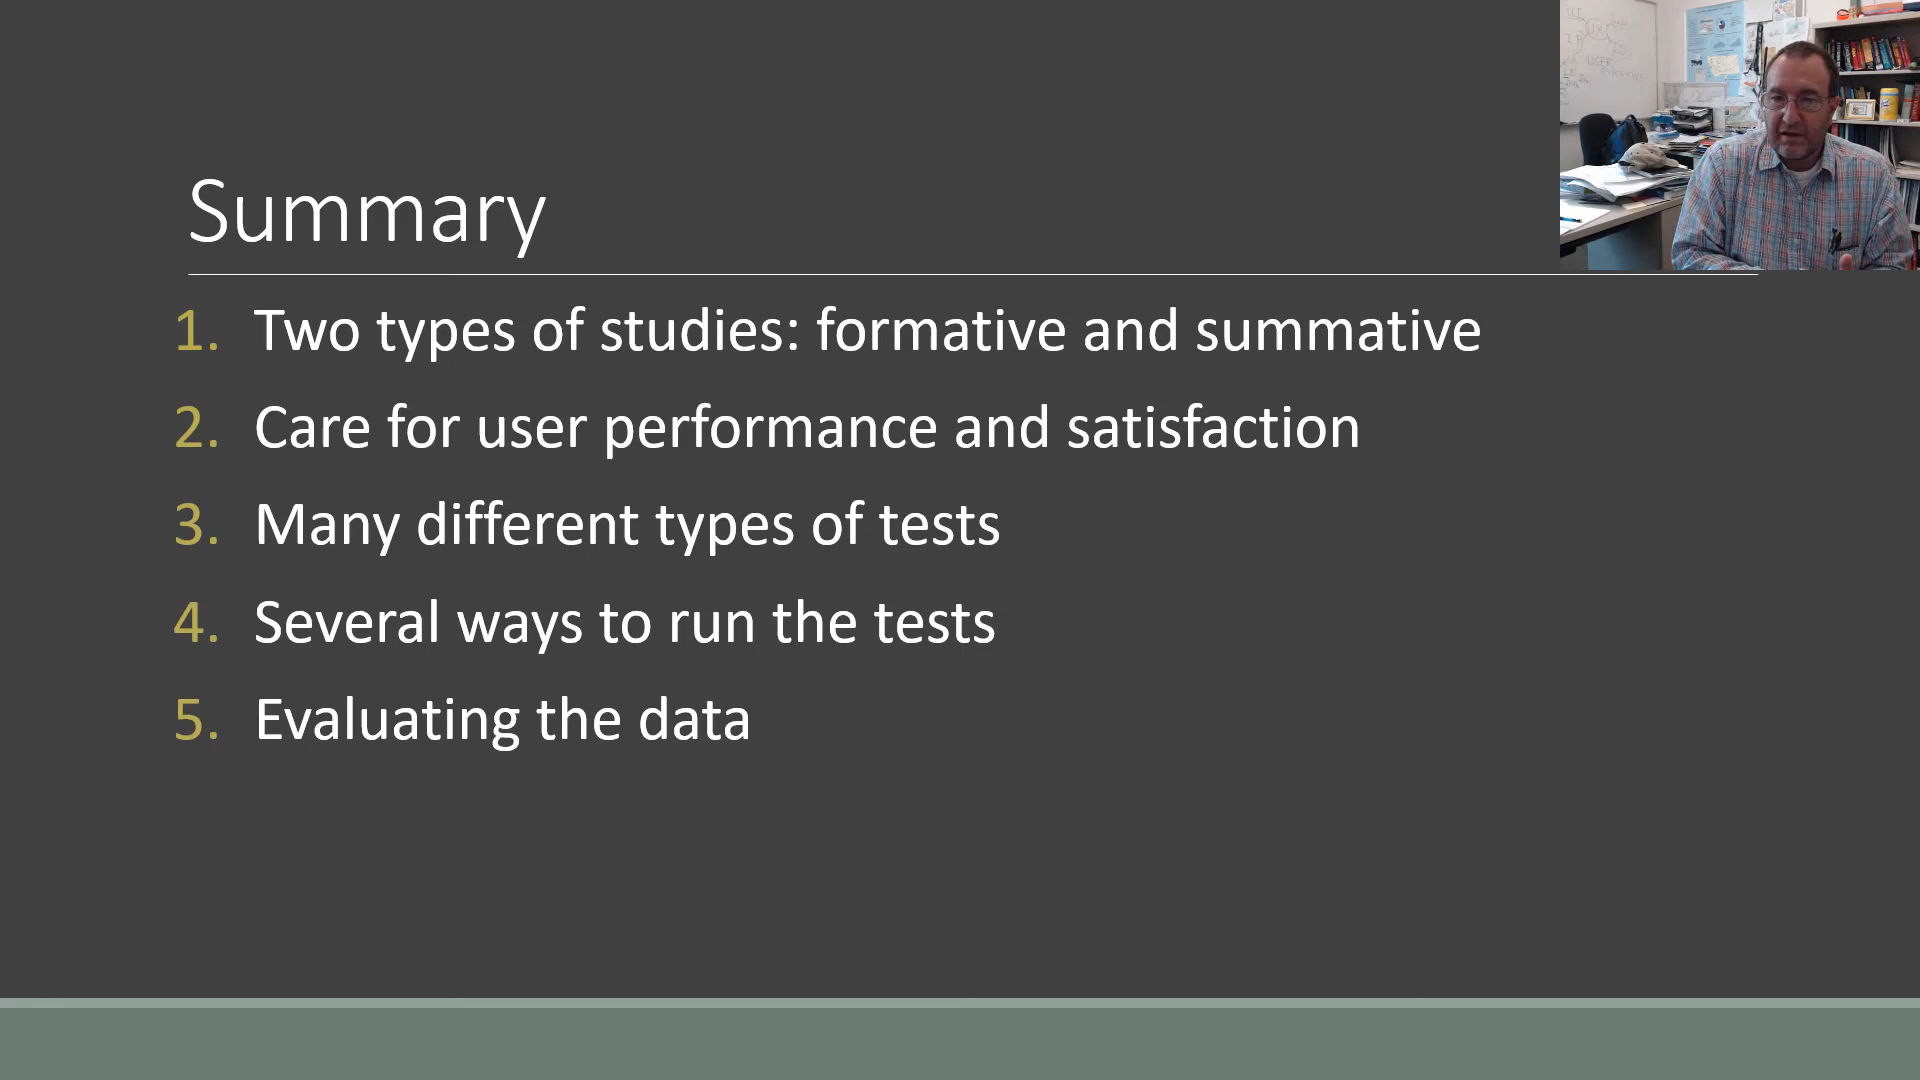 Summary
1. Two types of studies: formative and summative
2. Care for user performance and satisfaction
3. Many different types of tests
4. Several ways to run the tests
5. Evaluating the data
USER